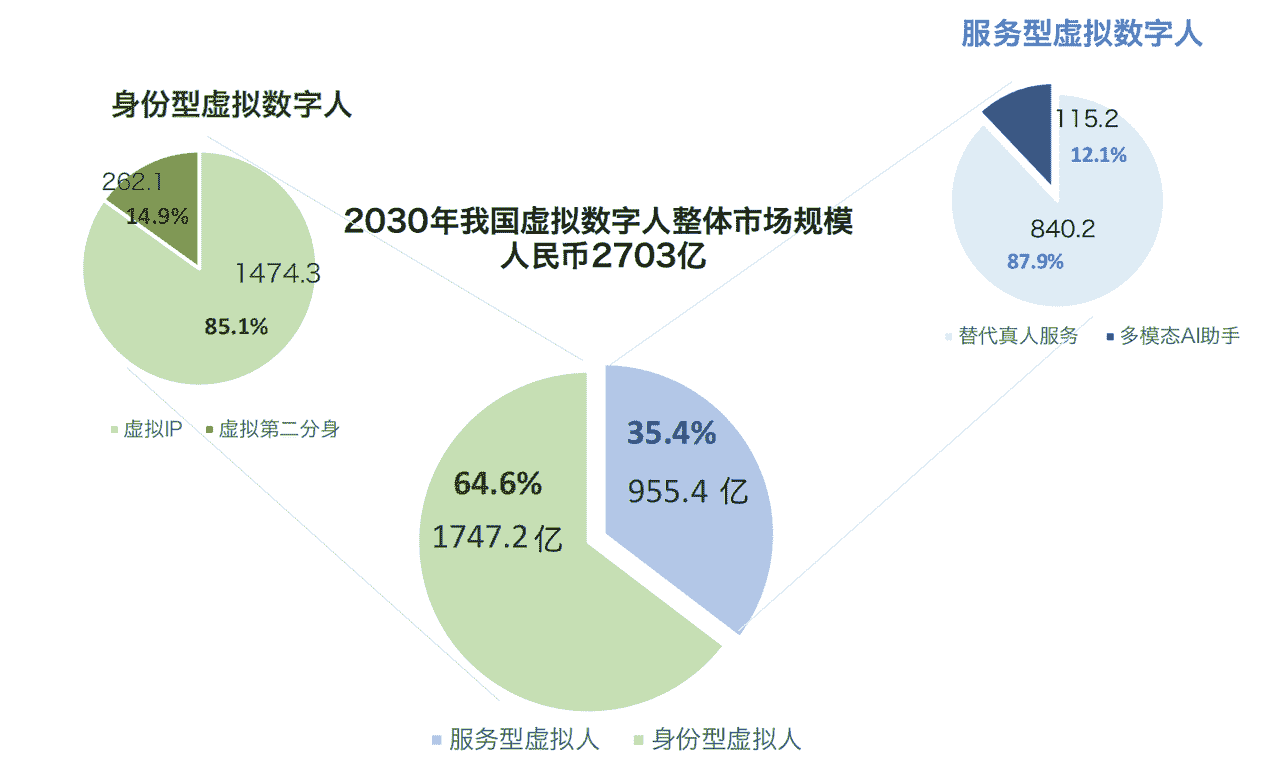 服务型虚拟数字人
身份型虚拟数字人
115.2
12.1%
840.2
87.9%
替代真人服务 多模态AI助手
262.1
14.9%
1474.3
85.1%
虚拟IP 虚拟第二分身
2030年我国虚拟数字人整体市场规模
人民币2703亿
35.4%
955.4 亿
64.6%
1747.2亿
服务型虚拟人 身份型虚拟人